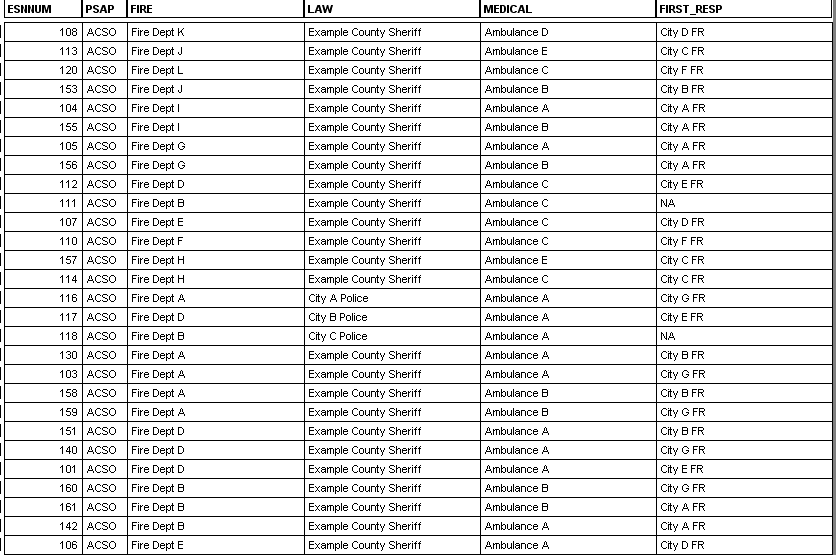 ESNNUM PSAP FIRE LAW MEDICAL FIRST_RESP
108 ACSO Fire Dept K Example County Sheriff Ambulance D City D FR
113 ACSO Fire Dept J Example County Sheriff Ambulance E City C FR
120 ACSO Fire Dept L Example County Sheriff Ambulance C City F FR
153 ACSO Fire Dept J Example County Sheriff Ambulance B City B FR
104 ACSO Fire Dept I Example County Sheriff Ambulance A City A FR
155 ACSO Fire Dept I Example County Sheriff Ambulance B City A FR
105 ACSO Fire Dept G Example County Sheriff Ambulance A City A FR
156 ACSO Fire Dept G Example County Sheriff Ambulance B City A FR
112 ACSO Fire Dept D Example County Sheriff Ambulance C City E FR
111 ACSO Fire Dept B Example County Sheriff Ambulance C NA
107 ACSO Fire Dept E Example County Sheriff Ambulance C City D FR
110 ACSO Fire Dept F Example County Sheriff Ambulance C City F FR
157 ACSO Fire Dept H Example County Sheriff Ambulance E City C FR
114 ACSO Fire Dept H Example County Sheriff Ambulance C City C FR
116 ACSO Fire Dept A City A Police Ambulance A City G FR
117 ACSO Fire Dept D City B Police Ambulance A City E FR
118 ACSO Fire Dept B City C Police Ambulance A NA
130 ACSO Fire Dept A Example County Sheriff Ambulance A City B FR
103 ACSO Fire Dept A Example County Sheriff Ambulance A City G FR
158 ACSO Fire Dept A Example County Sheriff Ambulance B City B FR
159 ACSO Fire Dept A Example County Sheriff Ambulance B City G FR
151 ACSO Fire Dept D Example County Sheriff Ambulance A City B FR
140 ACSO Fire Dept D Example County Sheriff Ambulance A City G FR
101 ACSO Fire Dept D Example County Sheriff Ambulance A City E FR
160 ACSO Fire Dept B Example County Sheriff Ambulance B City G FR
161 ACSO Fire Dept B Example County Sheriff Ambulance B City A FR
142 ACSO Fire Dept B Example County Sheriff Ambulance A City A FR
106 ACSO Fire Dept E Example County Sheriff Ambulance A City D FR